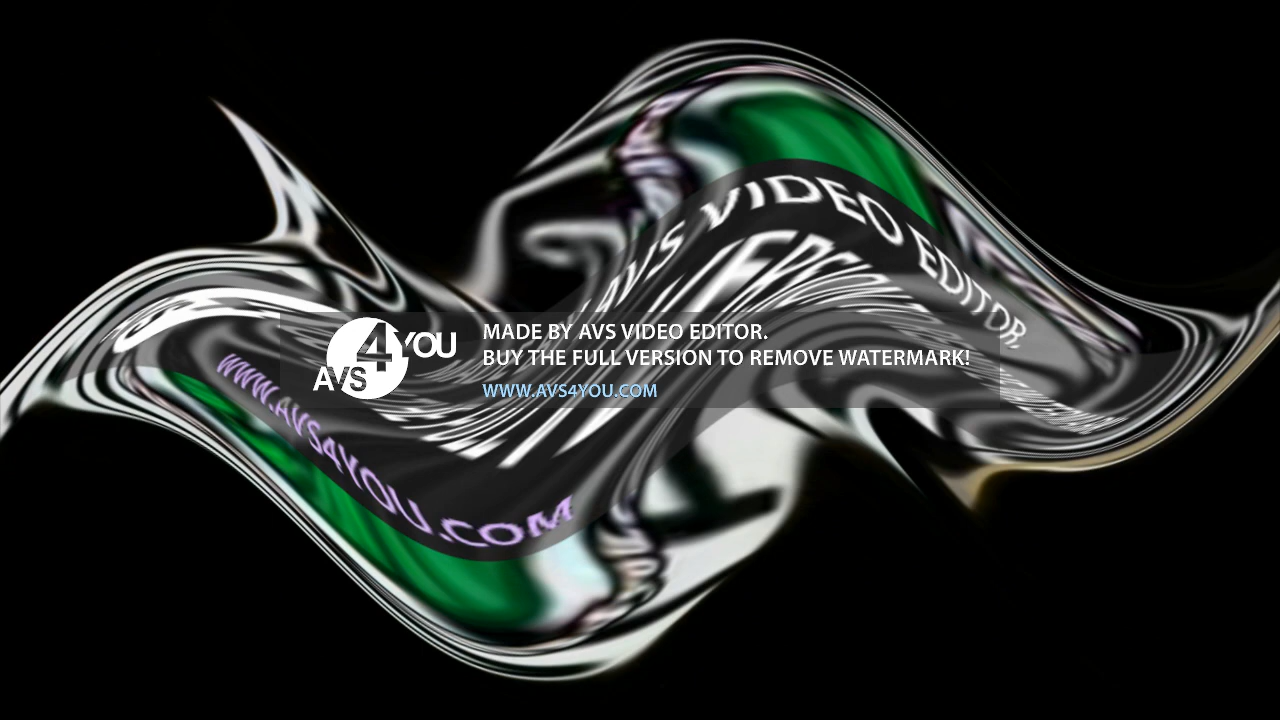 AVS VIDEO EDITOR.
AVS4YOU
MADE BY AVS VIDEO EDITOR.
BUY THE FULL VERSION TO REMOVE WATERMARK!
WWW.AVS4YOU.COM
WWW.AVS4YOU.COM